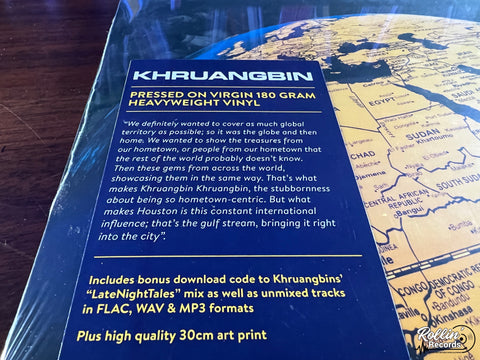 KHRUANGBIN
PRESSED ON VIRGIN 180 GRAM
HEAVYWEIGHT VINYL
"We definitely wanted to cover as much global
territory as possible; so it was the globe and then
home. We wanted to show the treasures from
our hometown, or people from our hometown that
the rest of the world probably doesn't know.
Then these gems from across the world,
showcasing them in the same way. That's what
makes Khruangbin Khruangbin, the stubbornness
about being so hometown-centric. But what
makes Houston is this constant international
influence; that's the gulf stream, bringing it right
into the city".
Includes bonus download code to Khruangbins'
"LateNightTales" mix as well as unmixed tracks
in FLAC, WAV & MP3 formats
Plus high quality 30cm art print
EGYPT
SUDAN
Khartoum
CHAD
SOUTH SUDAN
CENTRAL AFRICAN
REPUBLIC
Bangui
CONGO
DEMOCRATIC
REPUBLIC
OF CONGO
Kinshasa
Rollin'
Records